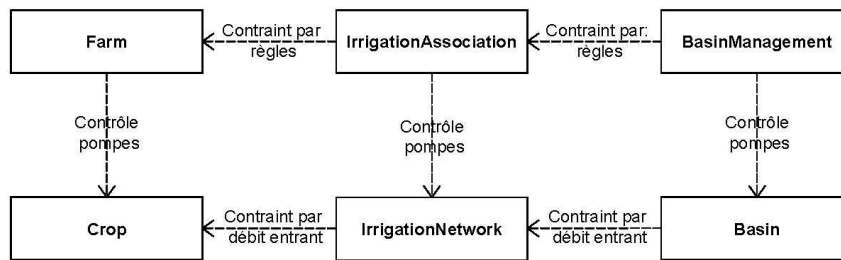 Farm
Contraint par
règles
IrrigationAssociation
Contraint par:
règles
BasinManagement
Contrôle
pompes
Contrôle
pompes
Contrôle
pompes
Crop
Contraint par
débit entrant
IrrigationNetwork
Contraint par
débit entrant
Basin